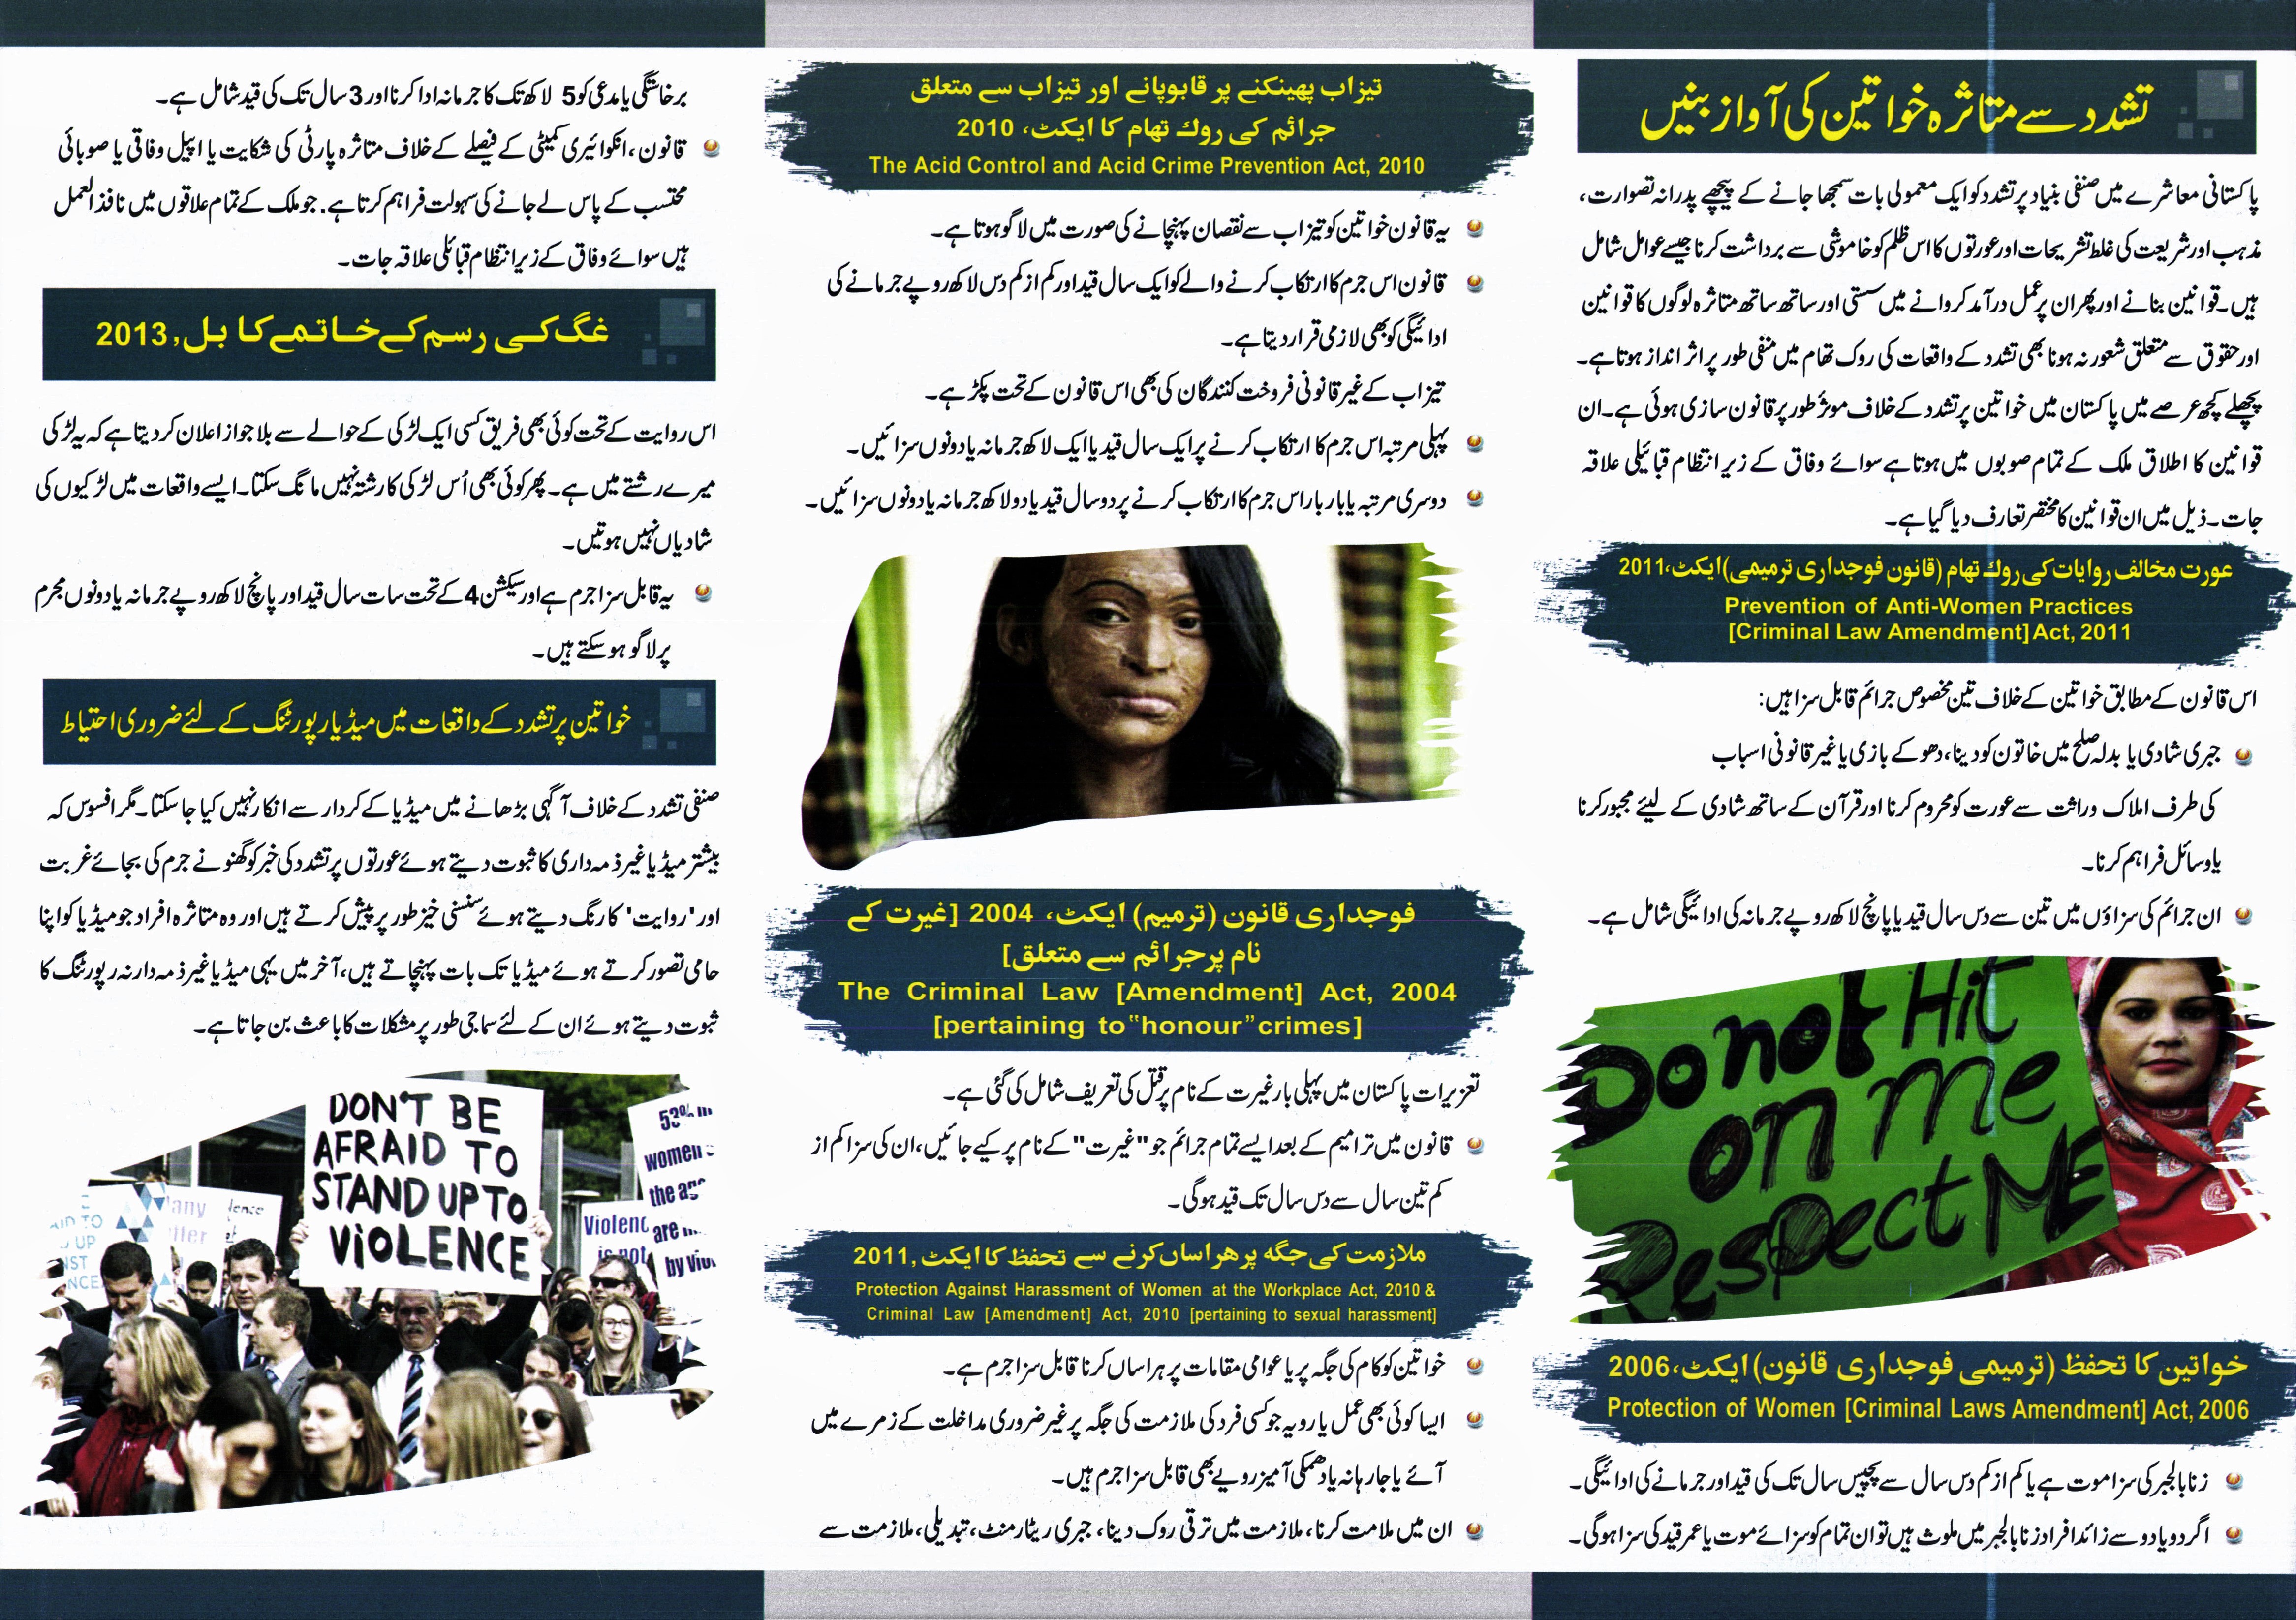 تشدد سے متاثرہ خواتین کی آواز بنیں
پاکستانی معاشرے میں صنفی بنیاد پر تشدد کو ایک معمولی بات سمجھا جانے کے پیچھے پدرانہ تصورات،
مذہب اور شریعت کی غلط تشریحات اور عورتوں کا اس ظلم کو خاموشی سے برداشت کرنا جیسے عوامل شامل
ہیں۔ قوانین بنانے اور پھر ان پر عمل درآمد کروانے میں سستی اور ساتھ ساتھ متاثرہ لوگوں کا قوانین
اور حقوق سے متعلق شعور نہ ہونا بھی تشدد کے واقعات کی روک تھام میں منفی طور پر اثر انداز ہوتا ہے۔
پچھلے کچھ عرصے میں پاکستان میں خواتین پر تشدد کے خلاف موثر طور پر قانون سازی ہوئی ہے۔ ان
قوانین کا اطلاق ملک کے تمام صوبوں میں ہوتا ہے سوائے وفاق کے زیر انتظام قبائیلی علاقہ
جات۔ ذیل میں ان قوانین کا مختصر تعارف دیا گیا ہے۔
عورت مخالف روایات کی روك تھام (قانون فوجداری ترمیمی) ایکٹ، 2011
Prevention of Anti-Women Practices
[Criminal Law Amendment] Act, 2011
اس قانون کے مطابق خواتین کے خلاف تین مخصوص جرائم قابل سزا ہیں:
جبری شادی یا بدلہ صلح میں خاتون کو دینا، دھوکے بازی یا غیر قانونی اسباب
کی طرف املاک وراثت سے عورت کو محروم کرنا اور قرآن کے ساتھ شادی کے لیئے مجبور کرنا
یا وسائل فراہم کرنا۔
ان جرائم کی سزاؤں میں تین سے دس سال قید یا پانچ لاکھ روپے جرمانہ کی ادائیگی شامل ہے۔
Do not Hit
on me
Respect ME
خواتین کا تحفظ (ترمیمی فوجداری قانون) ایکٹ، 2006
Protection of Women [Criminal Laws Amendment] Act, 2006
زنا بالجبر کی سزا موت ہے یا کم از کم دس سال سے پچیس سال تک کی قید اور جرمانے کی ادائیگی۔
اگر دو یا دو سے زائد افراد زنا بالجبر میں ملوث ہیں تو ان تمام کو سزائے موت یا عمر قید کی سزا ہوگی۔
تیزاب پھینکنے پر قابوپانے اور تیزاب سے متعلق
جرائم کی روك تھام کا ایکٹ، 2010
The Acid Control and Acid Crime Prevention Act, 2010
یہ قانون خواتین کو تیزاب سے نقصان پہنچانے کی صورت میں لاگو ہوتا ہے۔
قانون اس جرم کا ارتکاب کرنے والے کو ایک سال قید اور کم از کم دس لاکھ روپے جرمانے کی
ادائیگی کو بھی لازمی قرار دیتا ہے۔
تیزاب کے غیر قانونی فروخت کنندگان کی بھی اس قانون کے تحت پکڑ ہے۔
پہلی مرتبہ اس جرم کا ارتکاب کرنے پر ایک سال قید یا ایک لاکھ جرمانہ یا دونوں سزائیں۔
دوسری مرتبہ یا بار بار اس جرم کا ارتکاب کرنے پر دو سال قید یا دو لاکھ جرمانہ یا دونوں سزائیں۔
فوجداری قانون (ترمیم) ایکٹ، 2004 [غیرت کے
نام پر جرائم سے متعلق]
The Criminal Law [Amendment] Act, 2004
[pertaining to "honour" crimes]
تعزیرات پاکستان میں پہلی بار غیرت کے نام پر قتل کی تعریف شامل کی گئی ہے۔
قانون میں ترامیم کے بعد ایسے تمام جرائم جو "غیرت" کے نام پر کیے جائیں، ان کی سزا کم از
کم تین سال سے دس سال تک قید ہوگی۔
ملازمت کی جگہ پر ھراساں کرنے سے تحفظ کا ایکٹ, 2011
Protection Against Harassment of Women at the Workplace Act, 2010 &
Criminal Law [Amendment] Act, 2010 [pertaining to sexual harassment]
خواتین کو کام کی جگہ پر یا عوامی مقامات پر ہراساں کرنا قابل سزا جرم ہے۔
ایسا کوئی بھی عمل یا رویہ جو کسی فرد کی ملازمت کی جگہ پر غیر ضروری مداخلت کے زمرے میں
آئے یا جارہانہ یا دھمکی آمیز رویے بھی قابل سزا جرم ہیں۔
ان میں ملامت کرنا، ملازمت میں ترقی روک دینا، جبری ریٹارمنٹ، تبدیلی، ملازمت سے
برخاستگی یا مدعی کو 5 لاکھ تک کا جرمانہ ادا کرنا اور 3 سال تک کی قید شامل ہے۔
قانون، انکوائیری کمیٹی کے فیصلے کے خلاف متاثرہ پارٹی کی شکایت یا اپیل وفاقی یا صوبائی
محتسب کے پاس لے جانے کی سہولت فراہم کرتا ہے۔ جو ملک کے تمام علاقوں میں نافذ العمل
ہیں سوائے وفاق کے زیر انتظام قبائلی علاقہ جات۔
غگ کی رسم کے خاتمے کا بل, 2013
اس روایت کے تحت کوئی بھی فریق کسی ایک لڑکی کے حوالے سے بلا جواز اعلان کر دیتا ہے کہ یہ لڑکی
میرے رشتے میں ہے۔ پھر کوئی بھی اُس لڑکی کا رشتہ نہیں مانگ سکتا۔ ایسے واقعات میں لڑکیوں کی
شادیاں نہیں ہوتیں۔
یہ قابل سزا جرم ہے اور سیکشن 4 کے تحت سات سال قید اور پانچ لاکھ روپے جرمانہ یا دونوں مجرم
پر لاگو ہو سکتے ہیں۔
خواتین پر تشدد کے واقعات میں میڈیا رپورٹنگ کے لئے ضروری احتیاط
صنفی تشدد کے خلاف آگہی بڑھانے میں میڈیا کے کردار سے انکار نہیں کیا جا سکتا۔ مگر افسوس کہ
بیشتر میڈیا غیر ذمہ داری کا ثبوت دیتے ہوئے عورتوں پر تشدد کی خبر کو گھنونے جرم کی بجائے غربت
اور 'روایت' کا رنگ دیتے ہوئے سنسنی خیز طور پر پیش کرتے ہیں اور وہ متاثرہ افراد جو میڈیا کو اپنا
حامی تصور کرتے ہوئے میڈیا تک بات پہنچاتے ہیں، آخر میں یہی میڈیا غیر ذمہ دارنہ رپورٹنگ کا
ثبوت دیتے ہوئے ان کے لئے سماجی طور پر مشکلات کا باعث بن جاتا ہے۔
DON'T BE
AFRAID TO
STAND UP TO
ViOLENCE
53%
women
the
are
by
Violenc
is not